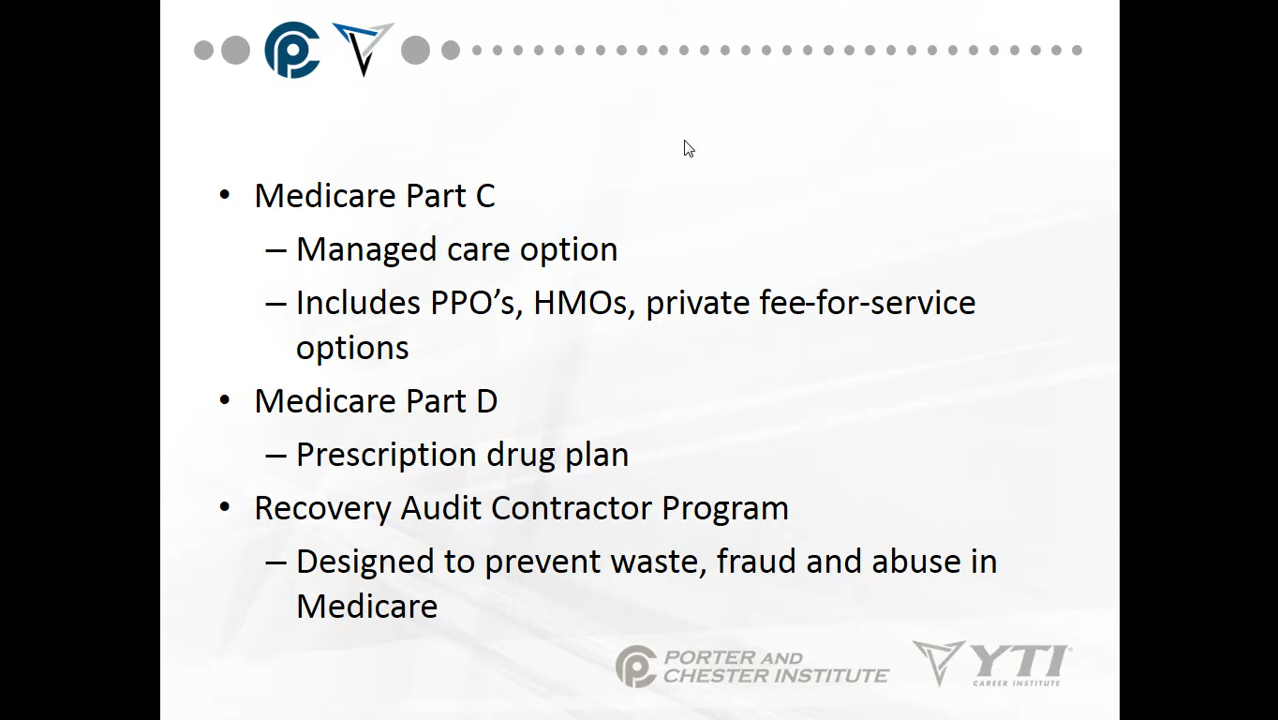 • Medicare Part C
– Managed care option
– Includes PPO’s, HMOs, private fee-for-service
options
• Medicare Part D
– Prescription drug plan
• Recovery Audit Contractor Program
– Designed to prevent waste, fraud and abuse in
Medicare
PORTER AND
CHESTER INSTITUTE
YTI®
CAREER INSTITUTE